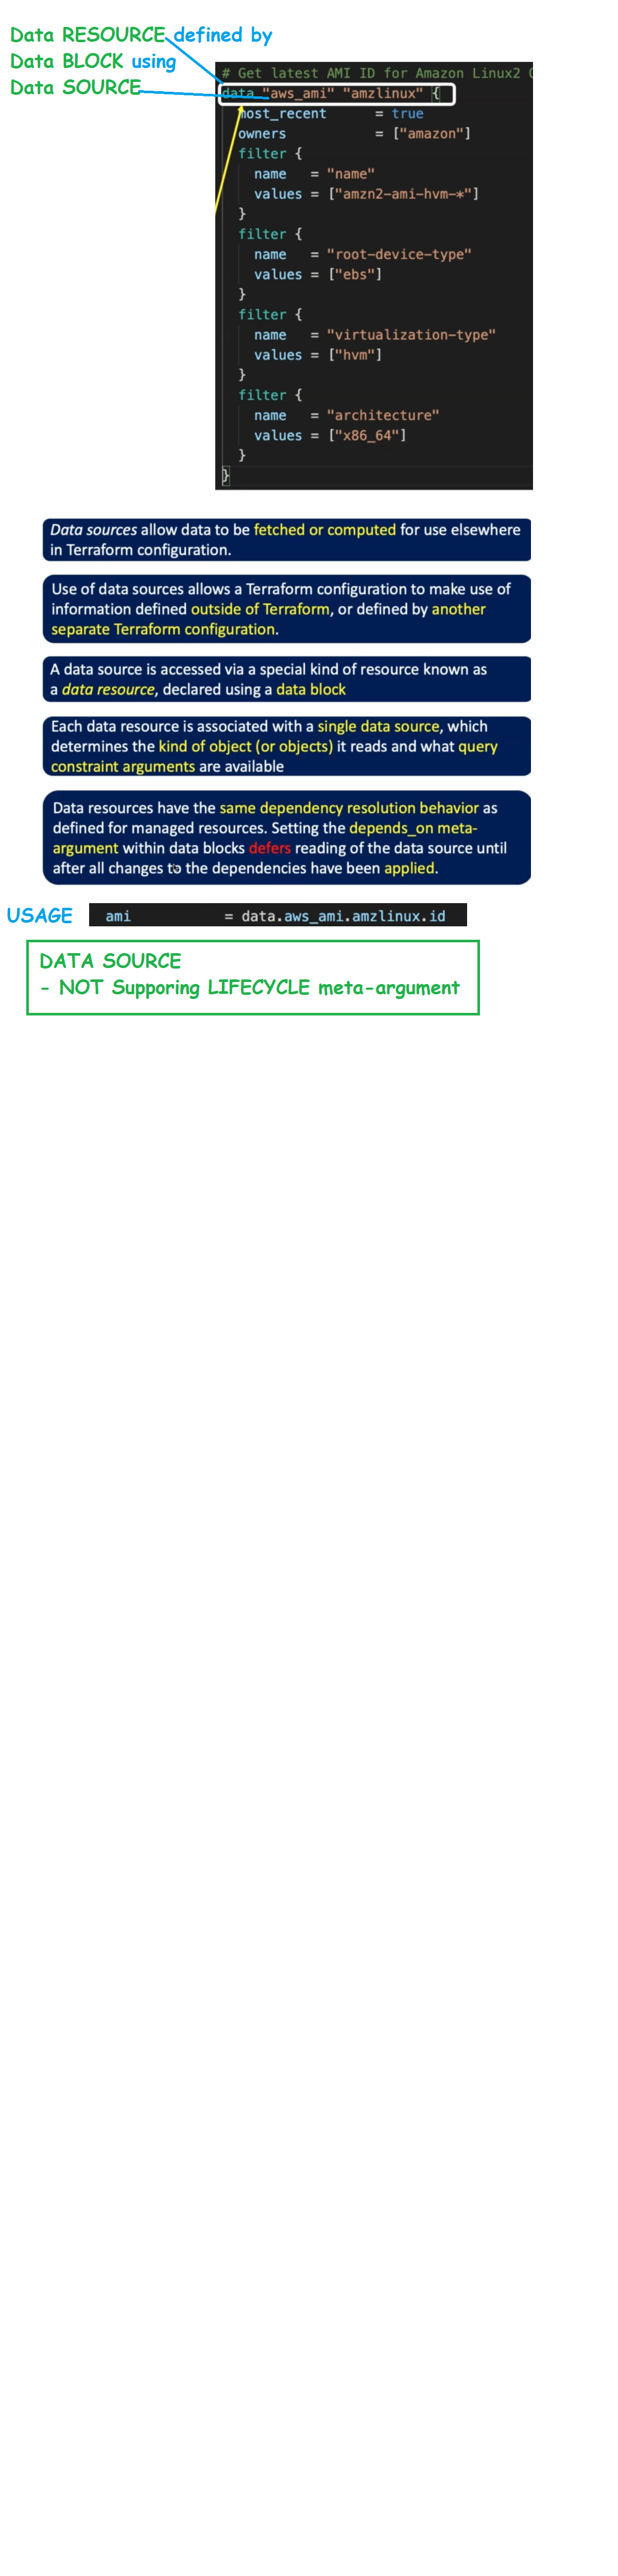 Data RESOURCE defined by
Data BLOCK using
Data SOURCE
# Get latest AMI ID for Amazon Linux2
data "aws_ami" "amzlinux" {
most_recent = true
owners = ["amazon"]
filter {
name = "name"
values = ["amzn2-ami-hvm-*"]
}
filter {
name = "root-device-type"
values = ["ebs"]
}
filter {
name = "virtualization-type"
values = ["hvm"]
}
filter {
name = "architecture"
values = ["x86_64"]
}
}
Data sources allow data to be fetched or computed for use elsewhere
in Terraform configuration.
Use of data sources allows a Terraform configuration to make use of
information defined outside of Terraform, or defined by another
separate Terraform configuration.
A data source is accessed via a special kind of resource known as
a data resource, declared using a data block
Each data resource is associated with a single data source, which
determines the kind of object (or objects) it reads and what query
constraint arguments are available
Data resources have the same dependency resolution behavior as
defined for managed resources. Setting the depends_on meta-
argument within data blocks defers reading of the data source until
after all changes to the dependencies have been applied.
USAGE
ami = data.aws_ami.amzlinux.id
DATA SOURCE
- NOT Supporing LIFECYCLE meta-argument